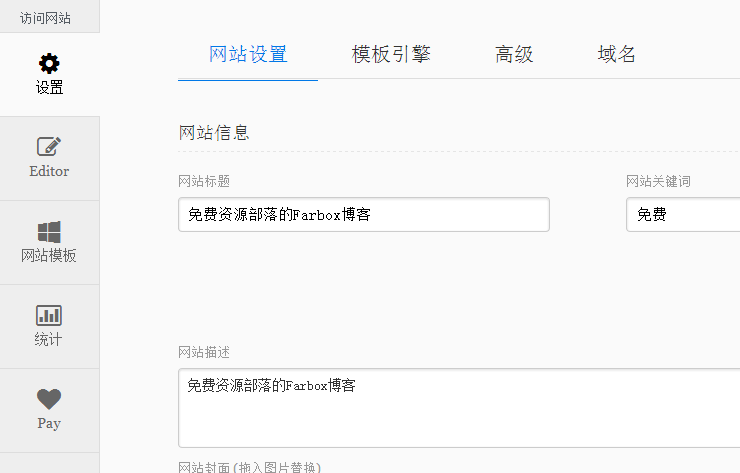 访问网站
设置
Editor
网站模板
统计
Pay
网站设置 模板引擎 高级 域名
网站信息
网站标题 网站关键词
免费资源部落的Farbox博客 免费
网站描述
免费资源部落的Farbox博客
网站封面(拖入图片替换)